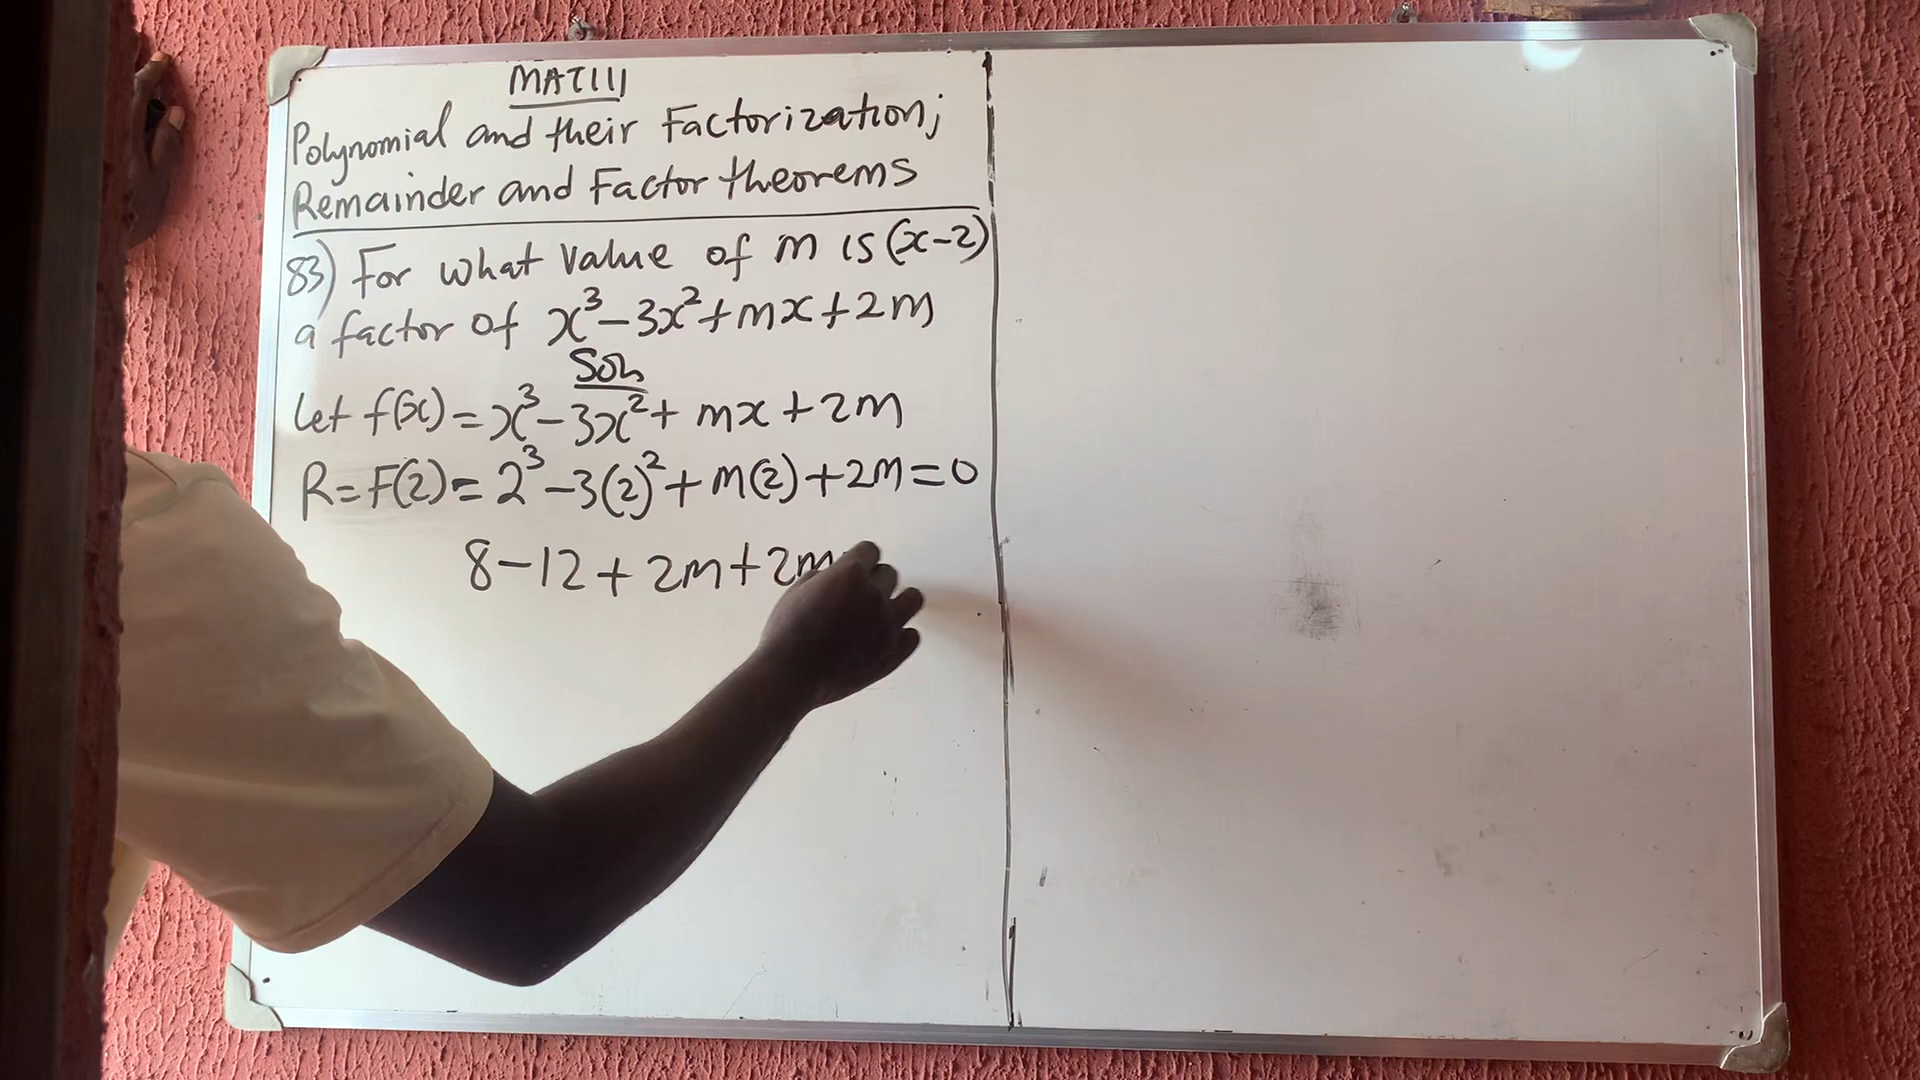 MAT111
Polynomial and their Factorization;
Remainder and Factor theorems
83) For what value of m is (x-2)
a factor of x³-3x²+mx+2m
Soln
Let f(x)=x³-3x²+mx+2m
R=F(2)=2³-3(2)²+m(2)+2m=0
8-12+2m+2m